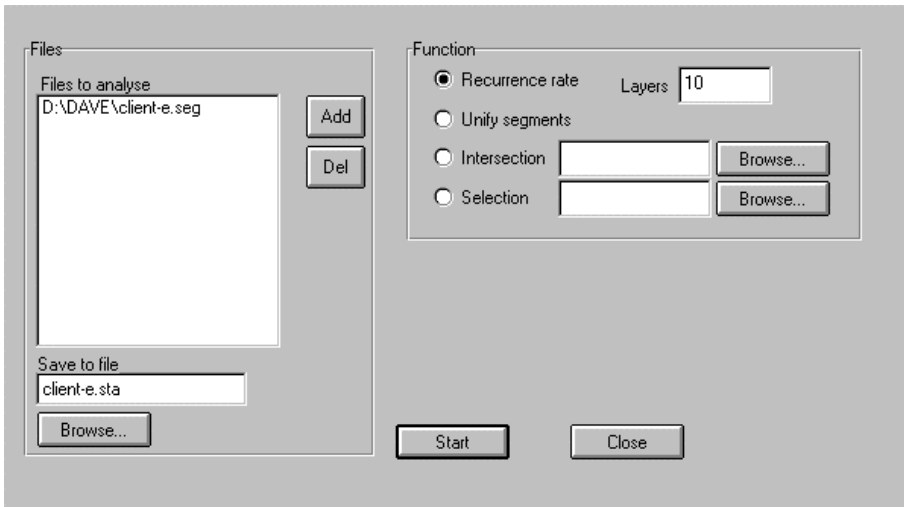 Files
Files to analyse
D:\DAVE\client-e.seg
Add
Del
Save to file
client-e.sta
Browse...
Function
Recurrence rate
Layers 10
Unify segments
Intersection Browse...
Selection Browse...
Start
Close